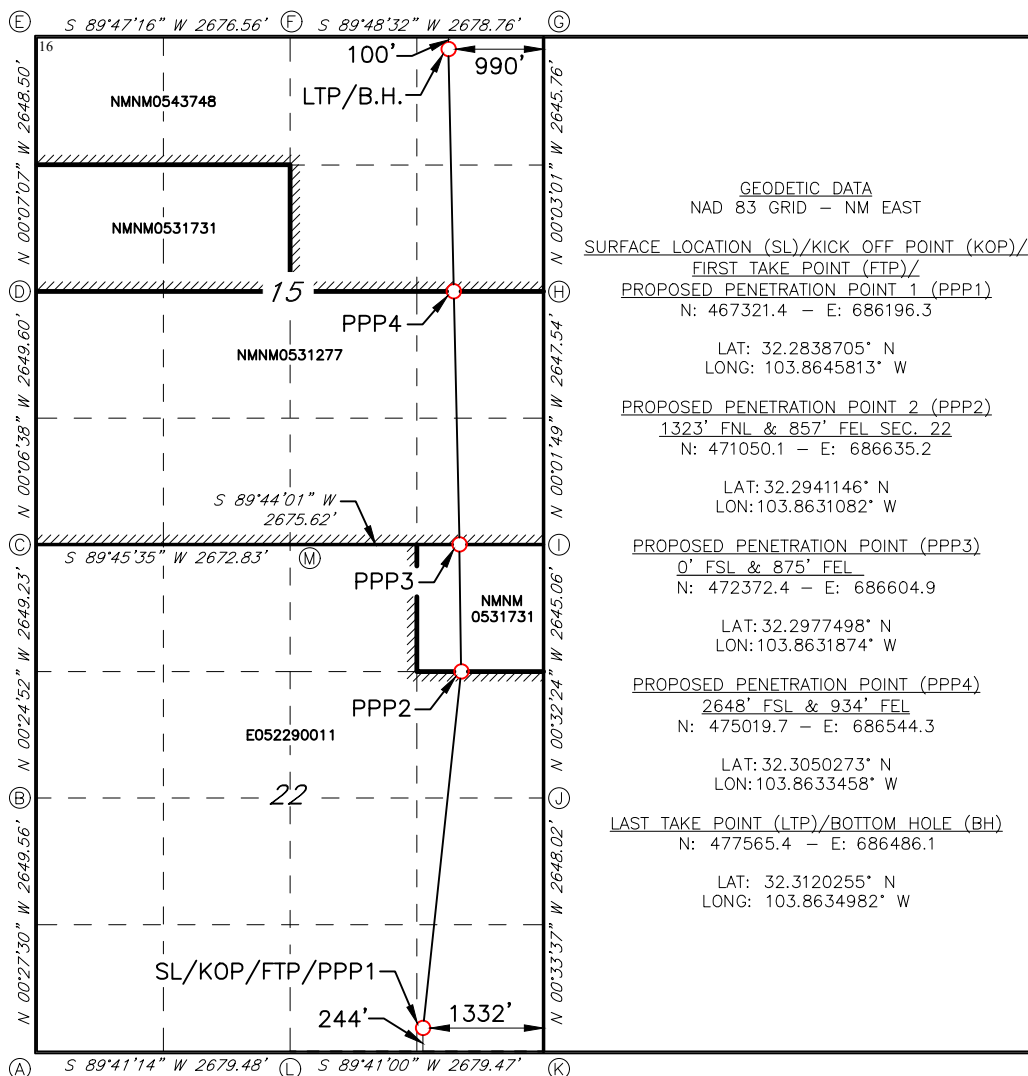 E S 89°47'16" W 2676.56' F S 89°48'32" W 2678.76' G
16
100'
990'
LTP/B.H.
N 00°07'07" W 2648.50'
NMNM0543748
N 00°03'01" W 2645.76'
NMNM0531731
D 15 H
PPP4
NMNM0531277
N 00°06'38" W 2649.60'
N 00°01'49" W 2647.54'
S 89°44'01" W
2675.62'
C S 89°45'35" W 2672.83' M I
PPP3
NMNM
0531731
N 00°24'52" W 2649.23'
N 00°32'24" W 2645.06'
PPP2
E052290011
B 22 J
N 00°27'30" W 2649.56'
N 00°33'37" W 2648.02'
SL/KOP/FTP/PPP1
244'
1332'
A S 89°41'14" W 2679.48' L S 89°41'00" W 2679.47' K
GEODETIC DATA
NAD 83 GRID – NM EAST
SURFACE LOCATION (SL)/KICK OFF POINT (KOP)/
FIRST TAKE POINT (FTP)/
PROPOSED PENETRATION POINT 1 (PPP1)
N: 467321.4 – E: 686196.3
LAT: 32.2838705° N
LONG: 103.8645813° W
PROPOSED PENETRATION POINT 2 (PPP2)
1323' FNL & 857' FEL SEC. 22
N: 471050.1 – E: 686635.2
LAT: 32.2941146° N
LON: 103.8631082° W
PROPOSED PENETRATION POINT (PPP3)
0' FSL & 875' FEL
N: 472372.4 – E: 686604.9
LAT: 32.2977498° N
LON: 103.8631874° W
PROPOSED PENETRATION POINT (PPP4)
2648' FSL & 934' FEL
N: 475019.7 – E: 686544.3
LAT: 32.3050273° N
LON: 103.8633458° W
LAST TAKE POINT (LTP)/BOTTOM HOLE (BH)
N: 477565.4 – E: 686486.1
LAT: 32.3120255° N
LONG: 103.8634982° W